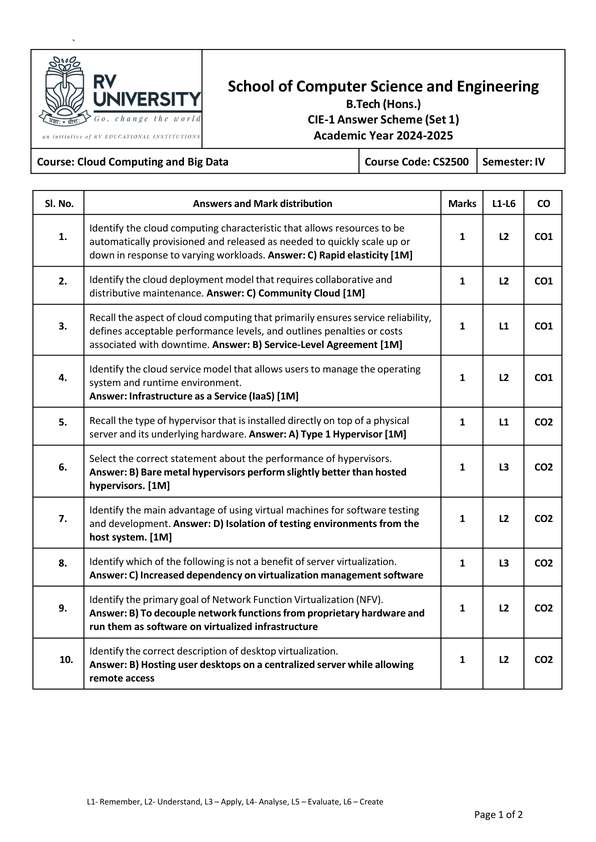 RV
UNIVERSITY
Go, change the world
an initiative of RV EDUCATIONAL INSTITUTIONS
School of Computer Science and Engineering
B.Tech (Hons.)
CIE-1 Answer Scheme (Set 1)
Academic Year 2024-2025
Course: Cloud Computing and Big Data
Course Code: CS2500
Semester: IV
Sl. No. Answers and Mark distribution Marks L1-L6 CO
1. Identify the cloud computing characteristic that allows resources to be
automatically provisioned and released as needed to quickly scale up or
down in response to varying workloads. Answer: C) Rapid elasticity [1M]
1 L2 CO1
2. Identify the cloud deployment model that requires collaborative and
distributive maintenance. Answer: C) Community Cloud [1M]
1 L2 CO1
3. Recall the aspect of cloud computing that primarily ensures service reliability,
defines acceptable performance levels, and outlines penalties or costs
associated with downtime. Answer: B) Service-Level Agreement [1M]
1 L1 CO1
4. Identify the cloud service model that allows users to manage the operating
system and runtime environment.
Answer: Infrastructure as a Service (IaaS) [1M]
1 L2 CO1
5. Recall the type of hypervisor that is installed directly on top of a physical
server and its underlying hardware. Answer: A) Type 1 Hypervisor [1M]
1 L1 CO2
6. Select the correct statement about the performance of hypervisors.
Answer: B) Bare metal hypervisors perform slightly better than hosted
hypervisors. [1M]
1 L3 CO2
7. Identify the main advantage of using virtual machines for software testing
and development. Answer: D) Isolation of testing environments from the
host system. [1M]
1 L2 CO2
8. Identify which of the following is not a benefit of server virtualization.
Answer: C) Increased dependency on virtualization management software
1 L3 CO2
9. Identify the primary goal of Network Function Virtualization (NFV).
Answer: B) To decouple network functions from proprietary hardware and
run them as software on virtualized infrastructure
1 L2 CO2
10. Identify the correct description of desktop virtualization.
Answer: B) Hosting user desktops on a centralized server while allowing
remote access
1 L2 CO2
L1- Remember, L2- Understand, L3 – Apply, L4- Analyse, L5 – Evaluate, L6 – Create
Page 1 of 2